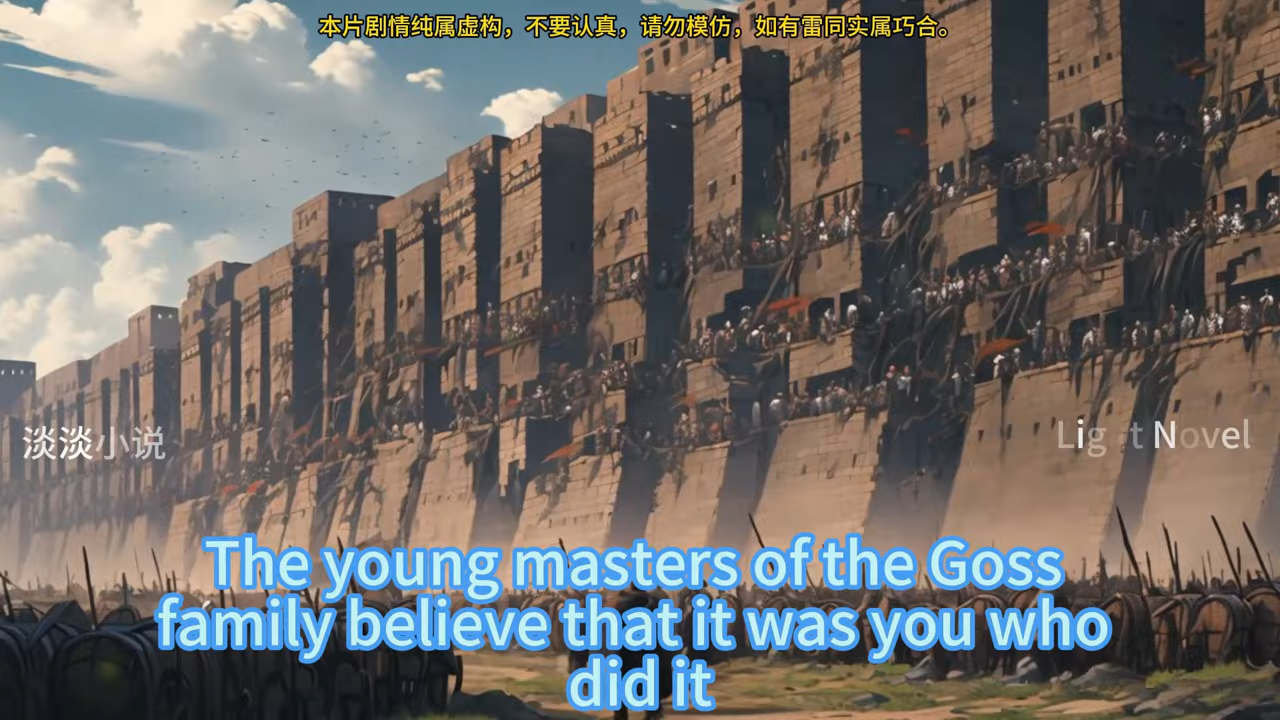 本片剧情纯属虚构，不要认真，请勿模仿，如有雷同实属巧合。
淡淡小说
Light Novel
The young masters of the Goss
family believe that it was you who
did it